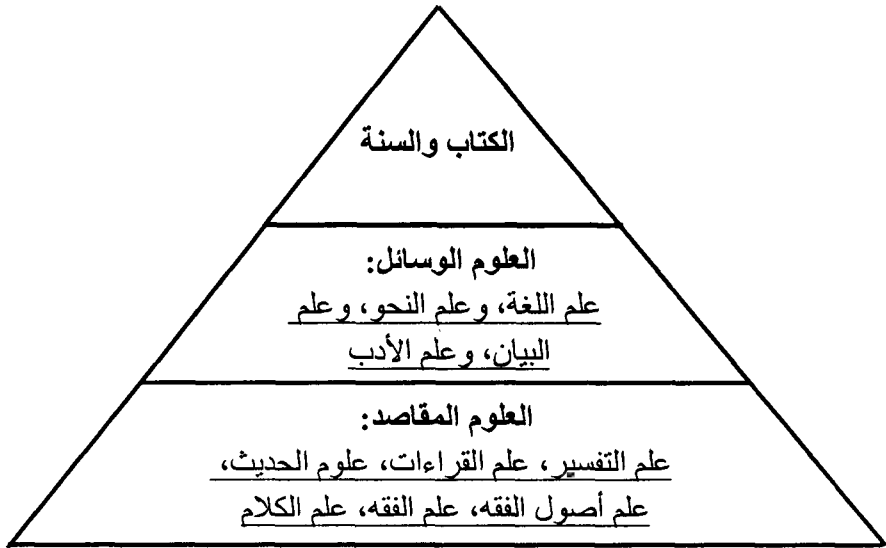 الكتاب والسنة
العلوم الوسائل:
علم اللغة، وعلم النحو، وعلم
البيان، وعلم الأدب
العلوم المقاصد:
علم التفسير، علم القراءات، علوم الحديث،
علم أصول الفقه، علم الفقه، علم الكلام